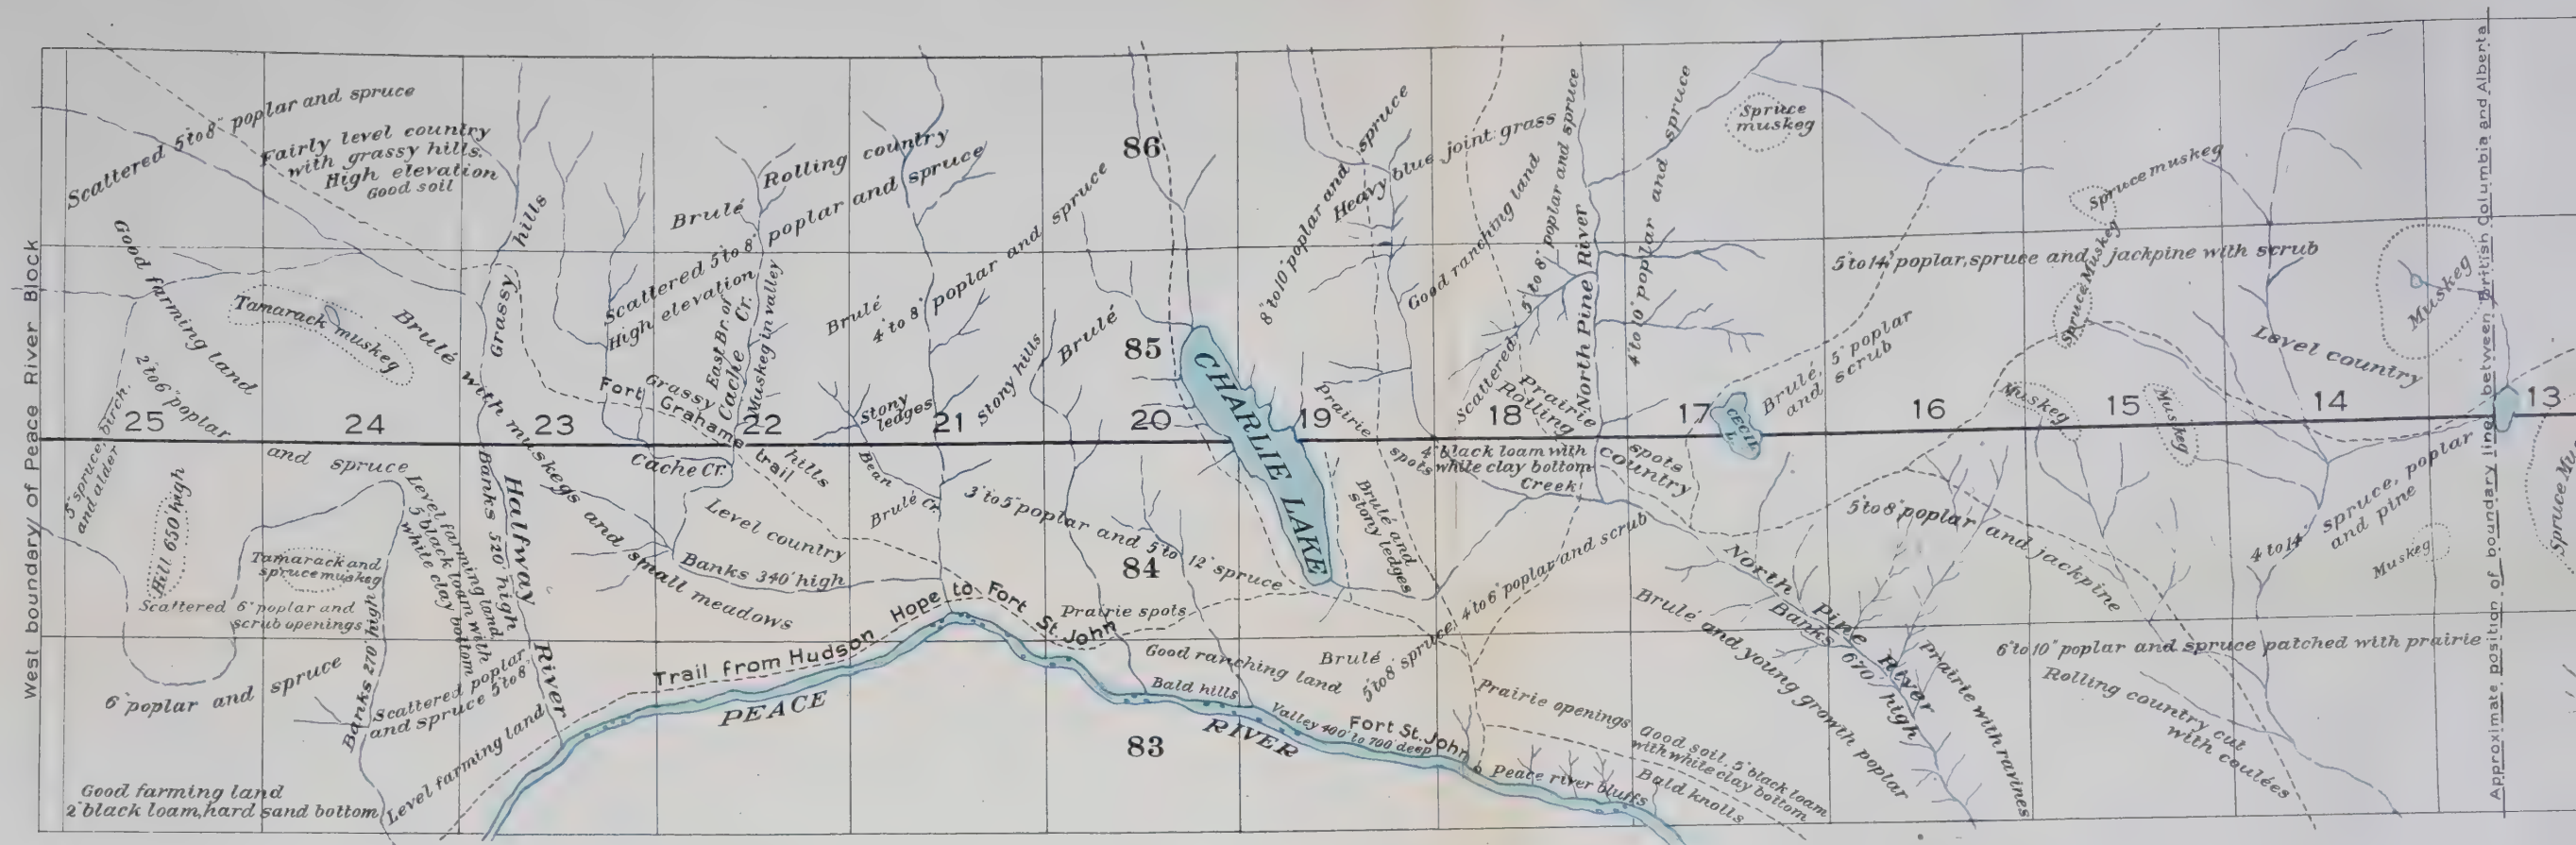 West boundary of Peace River Block
Scattered 5" to 8" poplar and spruce
Fairly level country
with grassy hills.
High elevation
Good soil
Good farming land
Tamarack muskeg
2" to 6" poplar
and spruce
5" spruce, birch,
and alder
25
24
23
22
21
20
19
18
17
16
15
14
13
86
85
84
83
Hill 650' high
Tamarack and
spruce muskeg
Scattered 6" poplar and
scrub openings
6" poplar and spruce
Banks 270' high
Good farming land
2" black loam, hard sand bottom
Level farming land with
5" black loam with
white clay bottom
Banks 520' high
Halfway River
Scattered poplar
and spruce 5" to 8"
Level farming land
Grassy hills
Brulé with muskegs and small meadows
Brulé
Rolling country
Scattered 5" to 8" poplar and spruce
High elevation
East Br. of
Cache Cr.
Muskeg in valley
Fort Grahame trail
Grassy hills
Cache Cr.
Level country
Banks 340' high
Stony
ledges
Bean
Cr.
Brulé
Brulé
4" to 8" poplar and spruce
Stony hills
Brulé
3" to 5" poplar and 5" to 12" spruce
Trail from Hudson Hope to Fort St. John
PEACE RIVER
Prairie spots
Good ranching land
Bald hills
Valley 400' to 700' deep
Brulé
CHARLIE LAKE
8" to 10" poplar and spruce
Heavy blue joint grass
Good ranching land
Prairie spots
Brulé and
stony ledges
Scattered 5" to 8" poplar and spruce
North Pine River
4" to 10" poplar and spruce
Prairie spots
Rolling country
4" black loam with
white clay bottom
Creek
5" to 8" spruce, 4" to 6" poplar and scrub
Fort St. John
Prairie openings
Good soil, 5" black loam
with white clay bottom
Bald knolls
Peace river bluffs
Spruce
muskeg
CECIL
L.
Brulé, 5" poplar
and scrub
5" to 14" poplar, spruce and jackpine with scrub
Spruce muskeg
Spruce Muskeg
Muskeg
Muskeg
Muskeg
Level country
5" to 8" poplar and jackpine
North Pine River
Banks 670' high
Brulé and young growth poplar
Prairie with ravines
4" to 14" spruce, poplar
and pine
Muskeg
6" to 10" poplar and spruce patched with prairie
Rolling country cut
with coulées
Approximate position of boundary line between British Columbia and Alberta
Spruce